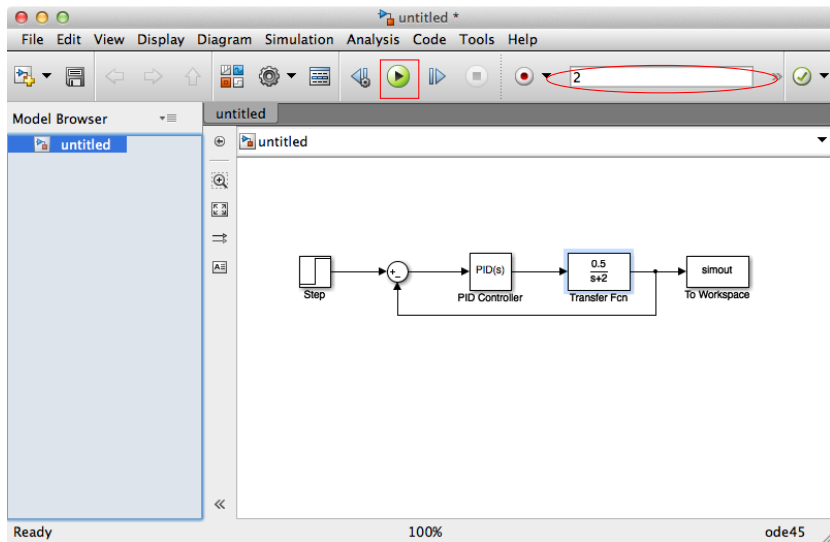 untitled *
File Edit View Display Diagram Simulation Analysis Code Tools Help
2
Model Browser
untitled
untitled
untitled
Step
+
-
PID(s)
PID Controller
0.5
s+2
Transfer Fcn
simout
To Workspace
Ready
100%
ode45